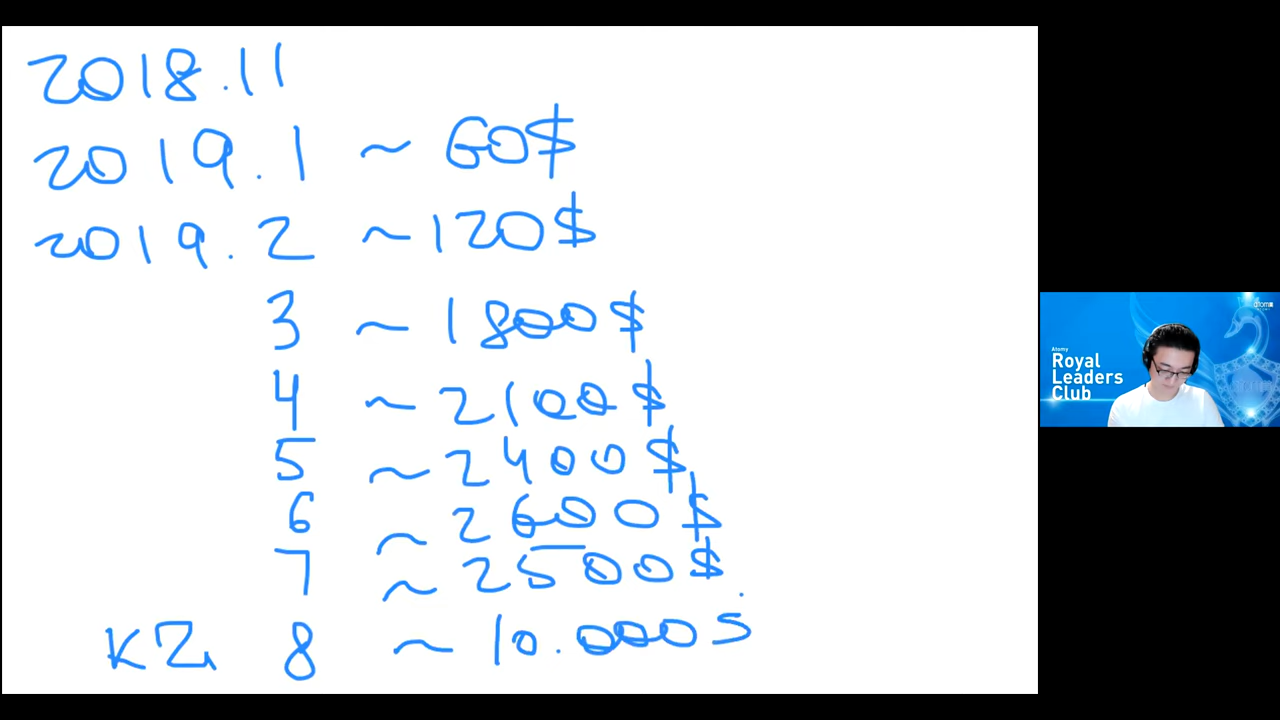 2018.11
2019.1 ~ 60$
2019.2 ~120$
3 ~ 1800$
4 ~ 2100$
5 ~ 2400$
6 ~ 2600$
7 ~ 2500$
KZ 8 ~ 10.000$
Atomy
Royal
Leaders
Club